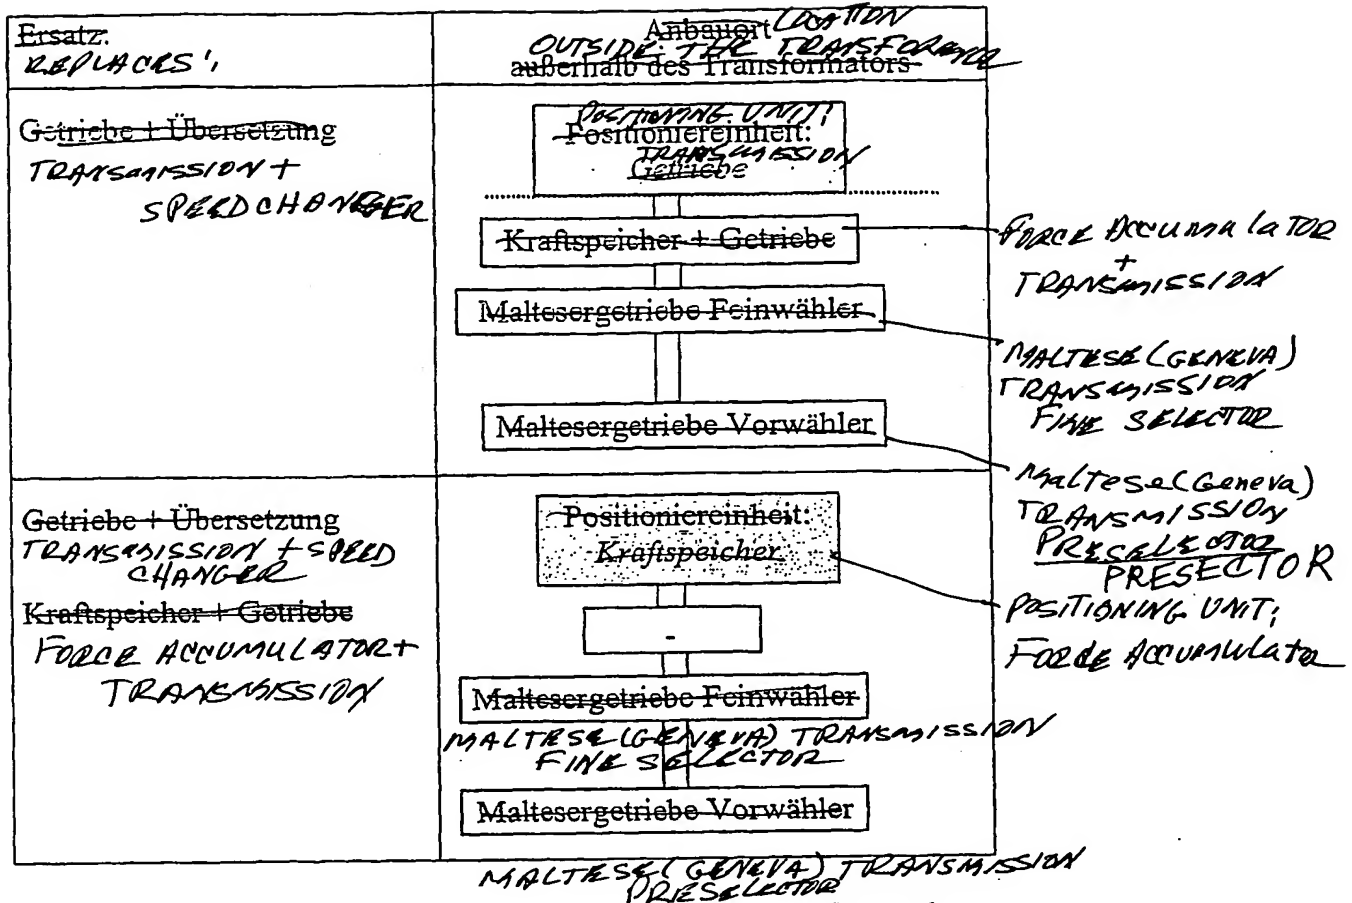 Ersatz:
REPLACES:
Anbauort LOCATION
OUTSIDE: THE TRANSFORMER
außerhalb des Transformators
Getriebe + Übersetzung
TRANSMISSION +
SPEED CHANGER
POSITIONING UNIT:
Positioniereinheit:
TRANSMISSION
Getriebe
Kraftspeicher + Getriebe
FORCE ACCUMULATOR
+
TRANSMISSION
Maltesergetriebe Feinwähler
MALTESE (GENEVA)
TRANSMISSION
FINE SELECTOR
Maltesergetriebe Vorwähler
Maltese (Geneva)
TRANSMISSION
PRESELECTOR
PRESECTOR
Getriebe + Übersetzung
TRANSMISSION + SPEED
CHANGER
Kraftspeicher + Getriebe
FORCE ACCUMULATOR +
TRANSMISSION
Positioniereinheit:
Kraftspeicher
POSITIONING UNIT:
FORCE Accumulator
-
Maltesergetriebe Feinwähler
MALTESE (GENEVA) TRANSMISSION
FINE SELECTOR
Maltesergetriebe Vorwähler
MALTESE (GENEVA) TRANSMISSION
PRESELECTOR